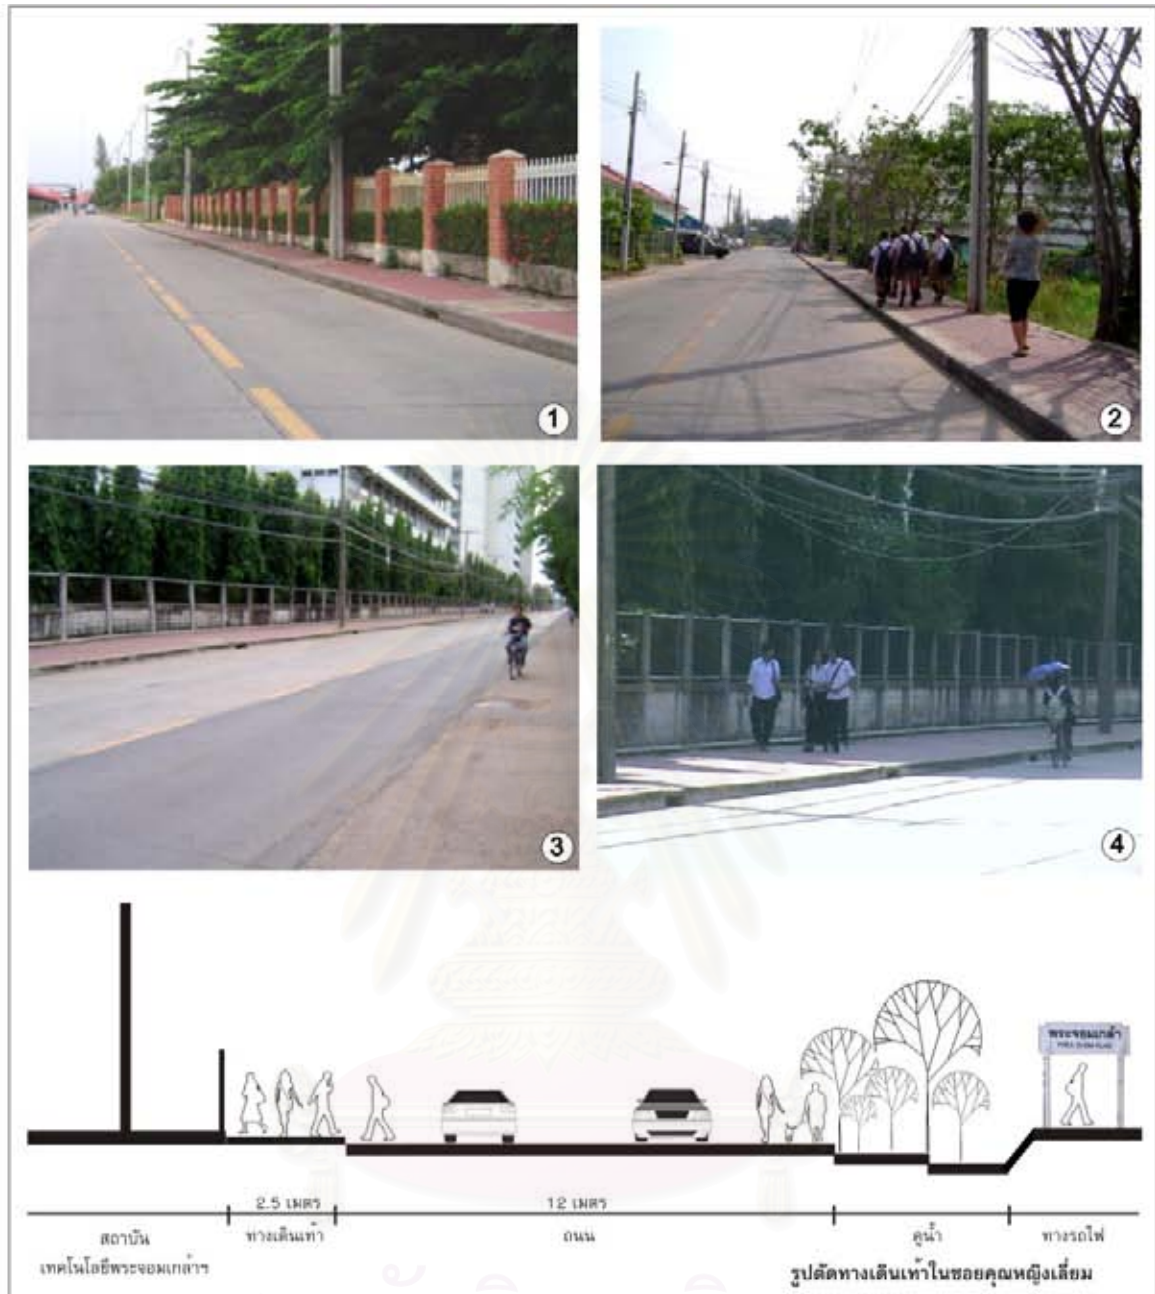 1
2
3
4
พระจอมเกล้า
PHRA CHOM KLAO
2.5 เมตร
12 เมตร
สถาบัน
เทคโนโลยีพระจอมเกล้าฯ
ทางเดินเท้า
ถนน
คูน้ำ
ทางรถไฟ
รูปตัดทางเดินเท้าในซอยคุณหญิงเลี่ยม